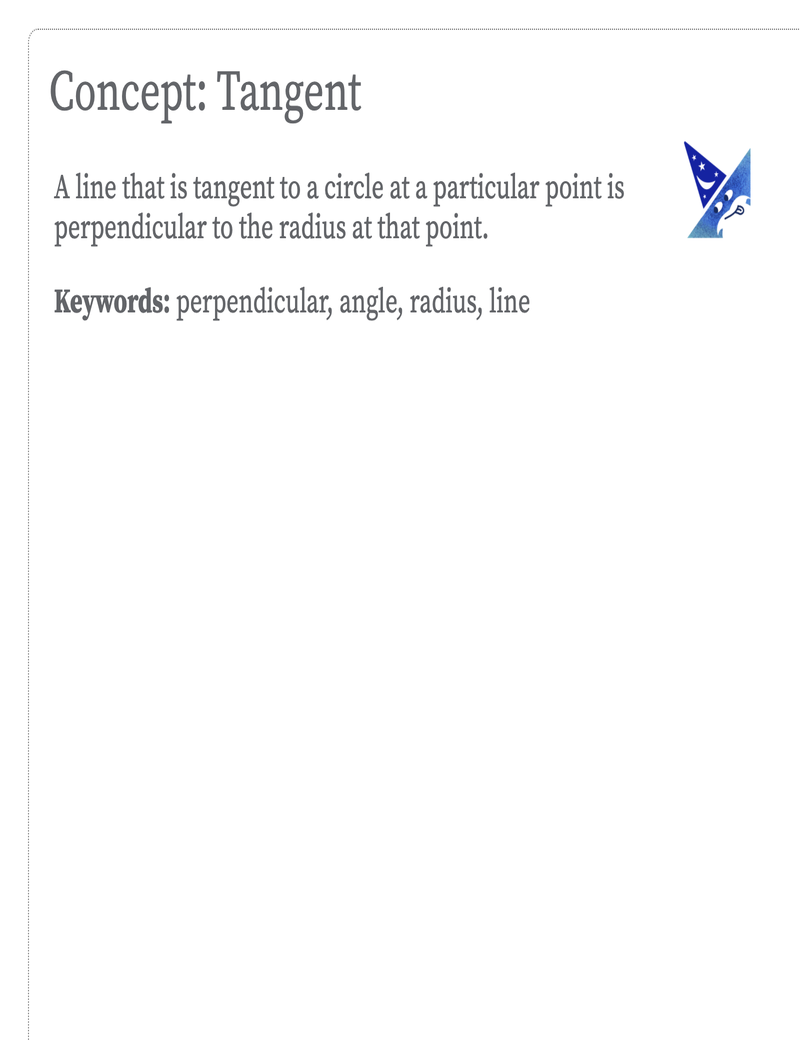 Concept: Tangent
A line that is tangent to a circle at a particular point is
perpendicular to the radius at that point.
Keywords: perpendicular, angle, radius, line